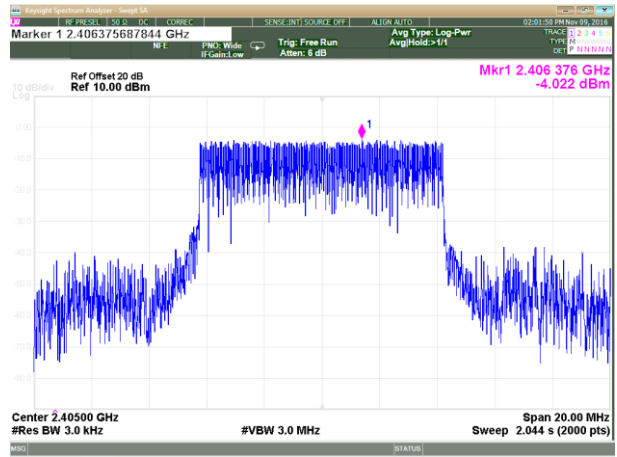 Keysight Spectrum Analyzer - Swept SA
RF PRESEL 50 Ω DC CORREC SENSE:INT SOURCE OFF ALIGN AUTO 02:01:58 PM Nov 09, 2016
Marker 1 2.406375687844 GHz
NFE
PNO: Wide
IFGain:Low
Trig: Free Run
Atten: 6 dB
Avg Type: Log-Pwr
Avg|Hold:>1/1
TRACE 1 2 3 4 5 6
TYPE M
DET P N N N N N
Mkr1 2.406 376 GHz
-4.022 dBm
Ref Offset 20 dB
10 dB/div Ref 10.00 dBm
Log
1
0.00
-10.0
-20.0
-30.0
-40.0
-50.0
-60.0
-70.0
-80.0
Center 2.40500 GHz
Span 20.00 MHz
#Res BW 3.0 kHz
#VBW 3.0 MHz
Sweep 2.044 s (2000 pts)
MSG
STATUS